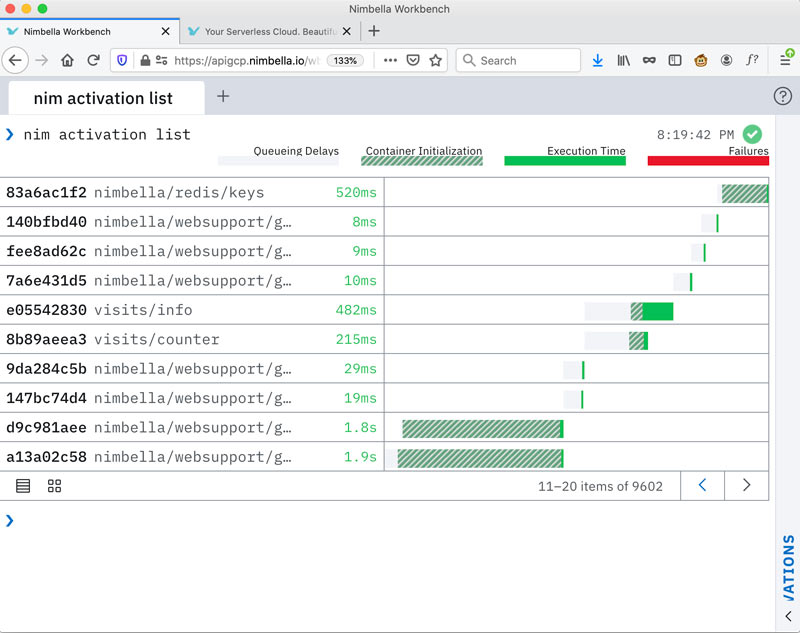 Nimbella Workbench
Nimbella Workbench
Your Serverless Cloud. Beautifu
https://apigcp.nimbella.io/w
133%
Search
f?
nim activation list
nim activation list
8:19:42 PM
Queueing Delays
Container Initialization
Execution Time
Failures
83a6ac1f2 nimbella/redis/keys 520ms
140bfbd40 nimbella/websupport/g… 8ms
fee8ad62c nimbella/websupport/g… 9ms
7a6e431d5 nimbella/websupport/g… 10ms
e05542830 visits/info 482ms
8b89aeea3 visits/counter 215ms
9da284c5b nimbella/websupport/g… 29ms
147bc74d4 nimbella/websupport/g… 19ms
d9c981aee nimbella/websupport/g… 1.8s
a13a02c58 nimbella/websupport/g… 1.9s
11–20 items of 9602
VATIONS